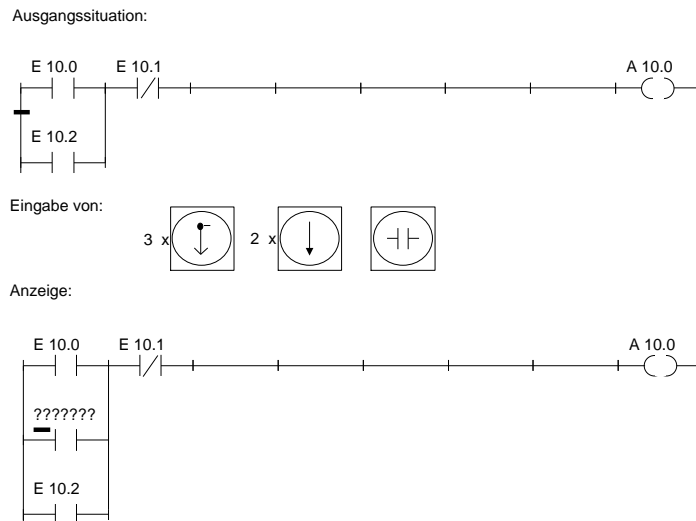 Ausgangssituation:
E 10.0 E 10.1 A 10.0
E 10.2
Eingabe von:
3 x 2 x
Anzeige:
E 10.0 E 10.1 A 10.0
???????
E 10.2